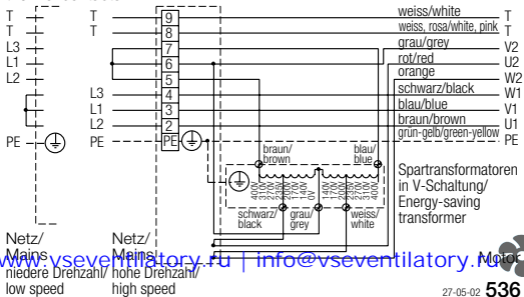 T T 9 weiss/white T
T T 8 weiss, rosa/white, pink T
L3 7 grau/grey V2
L1 6 rot/red U2
L2 5 orange W2
L3 4 schwarz/black W1
L1 3 blau/blue V1
L2 2 braun/brown U1
PE PE PE grün-gelb/green-yellow PE
braun/
brown
blau/
blue
schwarz/
black
grau/
grey
weiss/
white
Spartransformatoren
in V-Schaltung/
Energy-saving
transformer
Netz/
Mains
niedere Drehzahl/
low speed
Netz/
Mains
hohe Drehzahl/
high speed
www.vseventilatory.ru | info@vseventilatory.ru
Motor
27-05-02 536